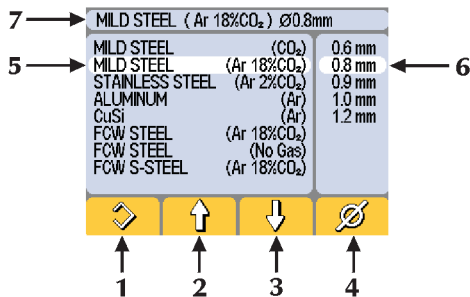 7 MILD STEEL ( Ar 18%CO₂ ) Ø0.8mm
MILD STEEL (CO₂) 0.6 mm
5 MILD STEEL (Ar 18%CO₂) 0.8 mm 6
STAINLESS STEEL (Ar 2%CO₂) 0.9 mm
ALUMINUM (Ar) 1.0 mm
CuSi (Ar) 1.2 mm
FCW STEEL (Ar 18%CO₂)
FCW STEEL (No Gas)
FCW S-STEEL (Ar 18%CO₂)
Ø
1 2 3 4